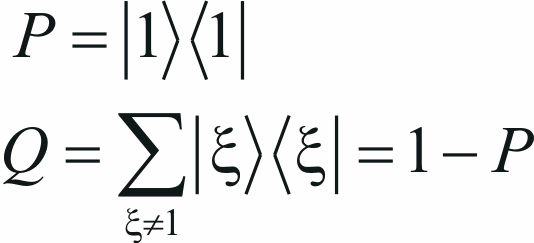 P = |1⟩⟨1|
Q = ∑_{ξ≠1} |ξ⟩⟨ξ| = 1 − P